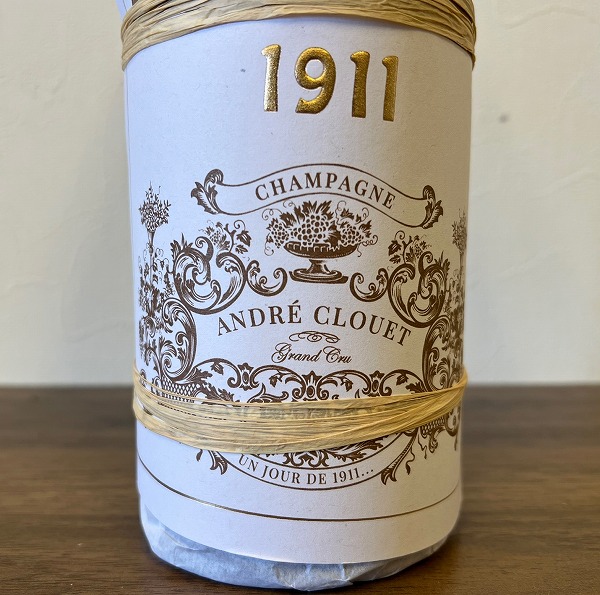 1911
CHAMPAGNE
ANDRÉ CLOUET
Grand Cru
UN JOUR DE 1911...